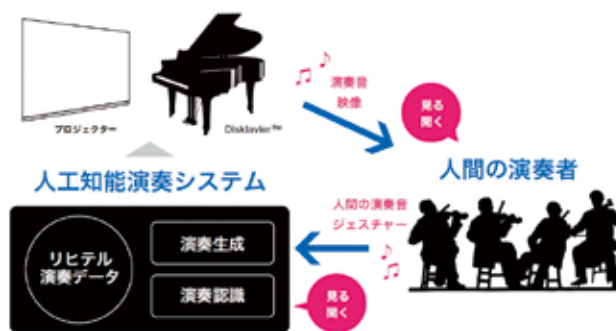 演奏音
映像
見る
聞く
プロジェクター
Disklavier™
人工知能演奏システム
人間の演奏者
人間の演奏音
ジェスチャー
リヒテル
演奏データ
演奏生成
演奏認識
見る
聞く